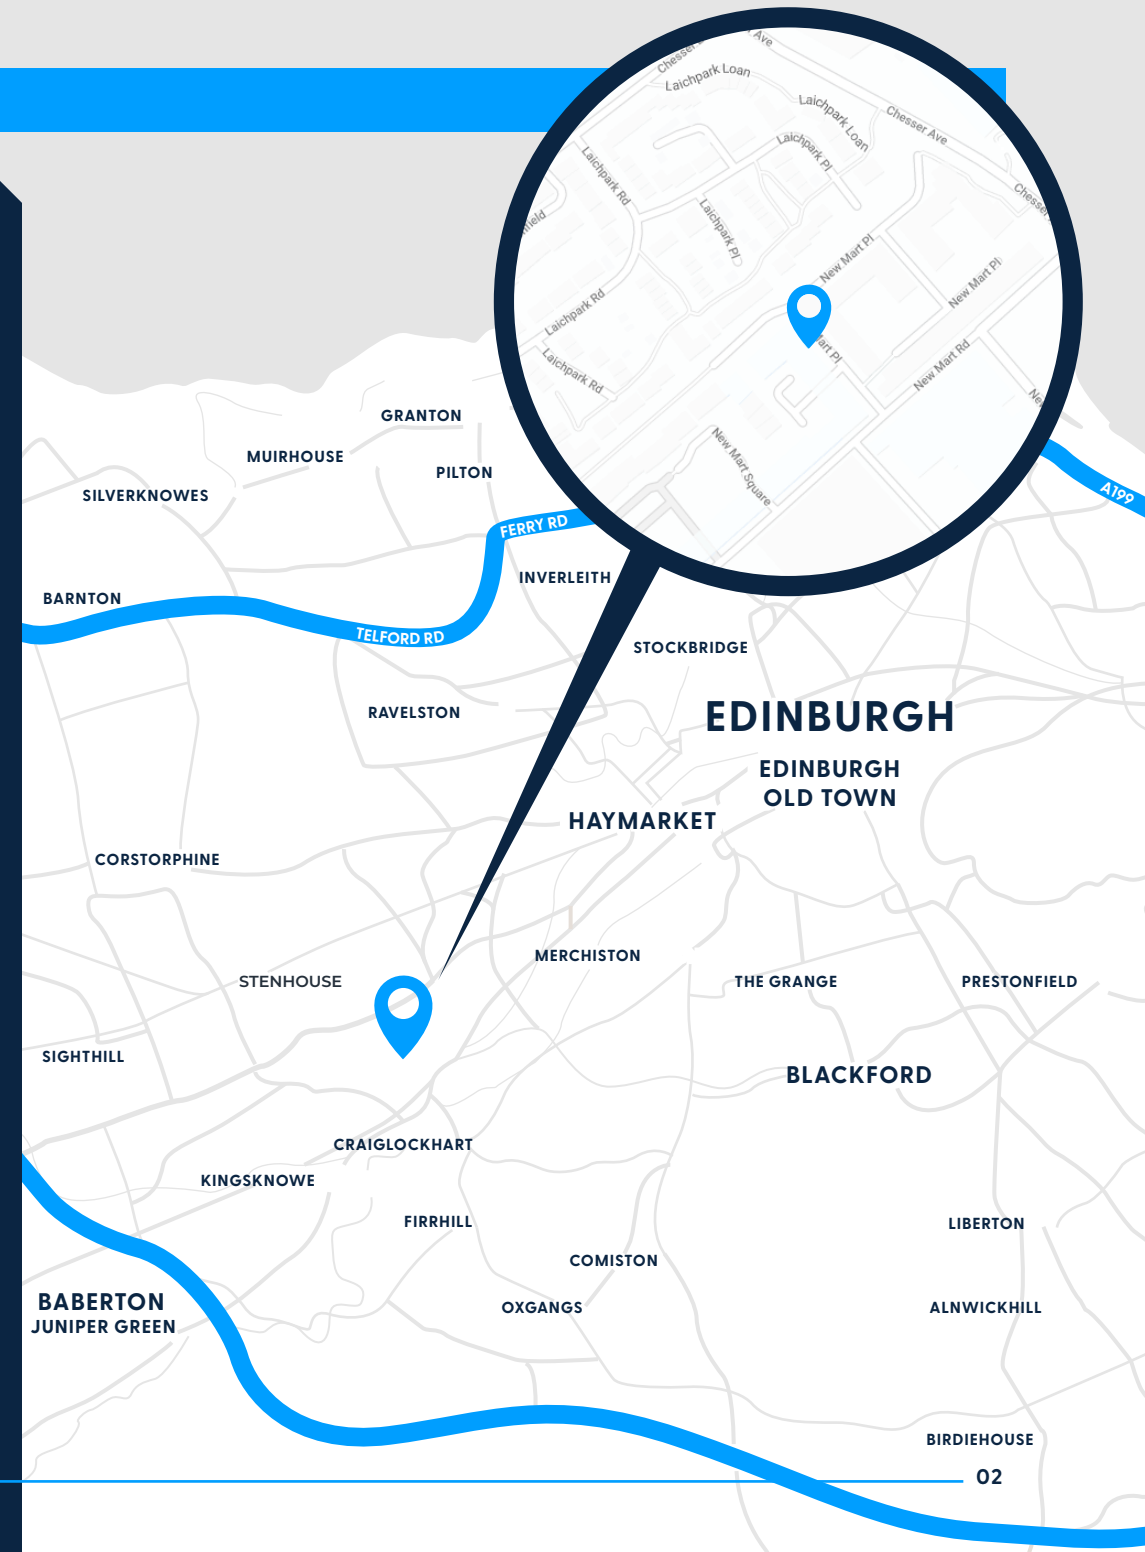 Ave
Laichpark Loan
Laichpark Loan
Chesser Ave
Laichpark Pl
Laichpark Rd
Laichpark Pl
New Mart Pl
New Mart Pl
Laichpark Rd
New Mart Rd
Laichpark Rd
New Mart Square
GRANTON
MUIRHOUSE
PILTON
SILVERKNOWES
A199
FERRY RD
INVERLEITH
BARNTON
TELFORD RD
STOCKBRIDGE
RAVELSTON
EDINBURGH
EDINBURGH
OLD TOWN
HAYMARKET
CORSTORPHINE
MERCHISTON
STENHOUSE
THE GRANGE
PRESTONFIELD
SIGHTHILL
BLACKFORD
CRAIGLOCKHART
KINGSKNOWE
FIRRHILL
LIBERTON
COMISTON
BABERTON
JUNIPER GREEN
OXGANGS
ALNWICKHILL
BIRDIEHOUSE
02